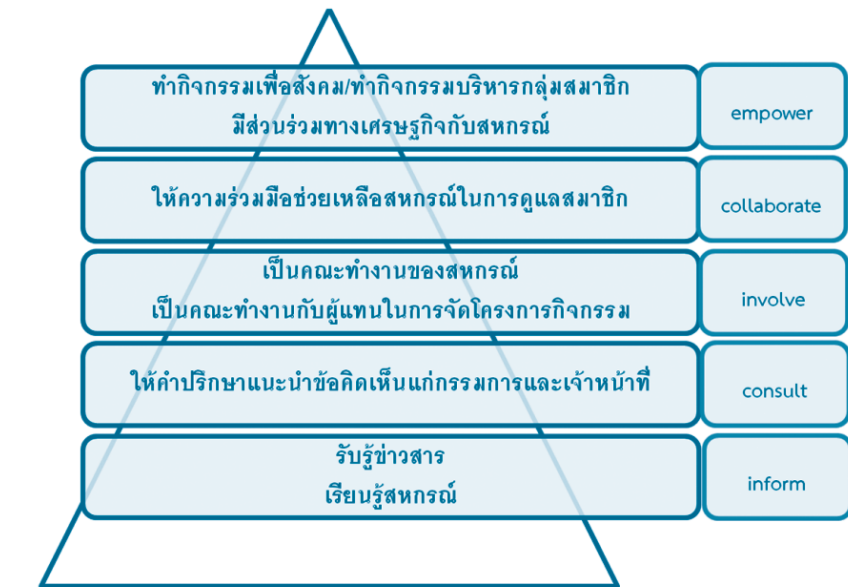 ทำกิจกรรมเพื่อสังคม/ทำกิจกรรมบริหารกลุ่มสมาชิก
มีส่วนร่วมทางเศรษฐกิจกับสหกรณ์
empower
ให้ความร่วมมือช่วยเหลือสหกรณ์ในการดูแลสมาชิก
collaborate
เป็นคณะทำงานของสหกรณ์
เป็นคณะทำงานกับผู้แทนในการจัดโครงการกิจกรรม
involve
ให้คำปรึกษาแนะนำข้อคิดเห็นแก่กรรมการและเจ้าหน้าที่
consult
รับรู้ข่าวสาร
เรียนรู้สหกรณ์
inform